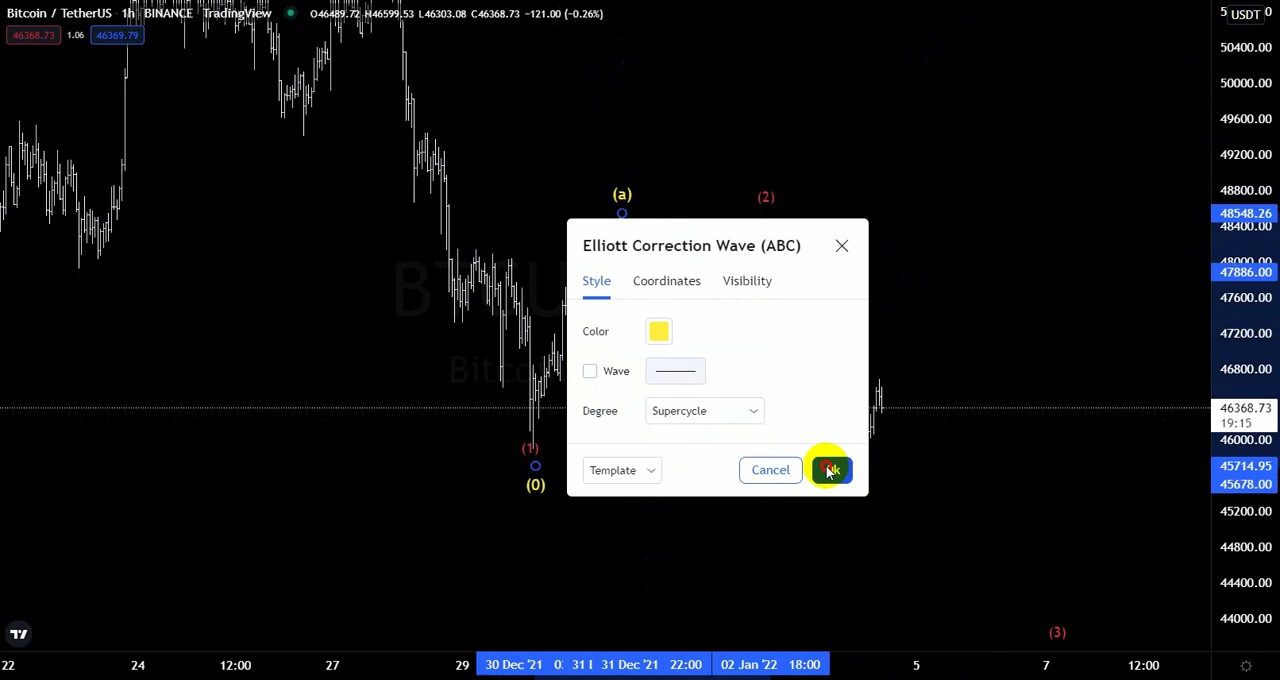 Bitcoin / TetherUS · 1h · BINANCE · TradingView O46489.72 H46599.53 L46303.08 C46368.73 −121.00 (−0.26%)
USDT
46368.73 1.06 46369.79
50400.00
50000.00
49600.00
49200.00
48800.00
48548.26
48400.00
48000.00
47886.00
47600.00
47200.00
46800.00
46368.73
19:15
46000.00
45714.95
45678.00
45200.00
44800.00
44400.00
44000.00
(a)
(2)
Elliott Correction Wave (ABC)
Style Coordinates Visibility
Color
Wave
Degree Supercycle
Template Cancel
(1)
(0)
(3)
22 24 12:00 27 29 30 Dec '21 31 Dec '21 22:00 02 Jan '22 18:00 5 7 12:00